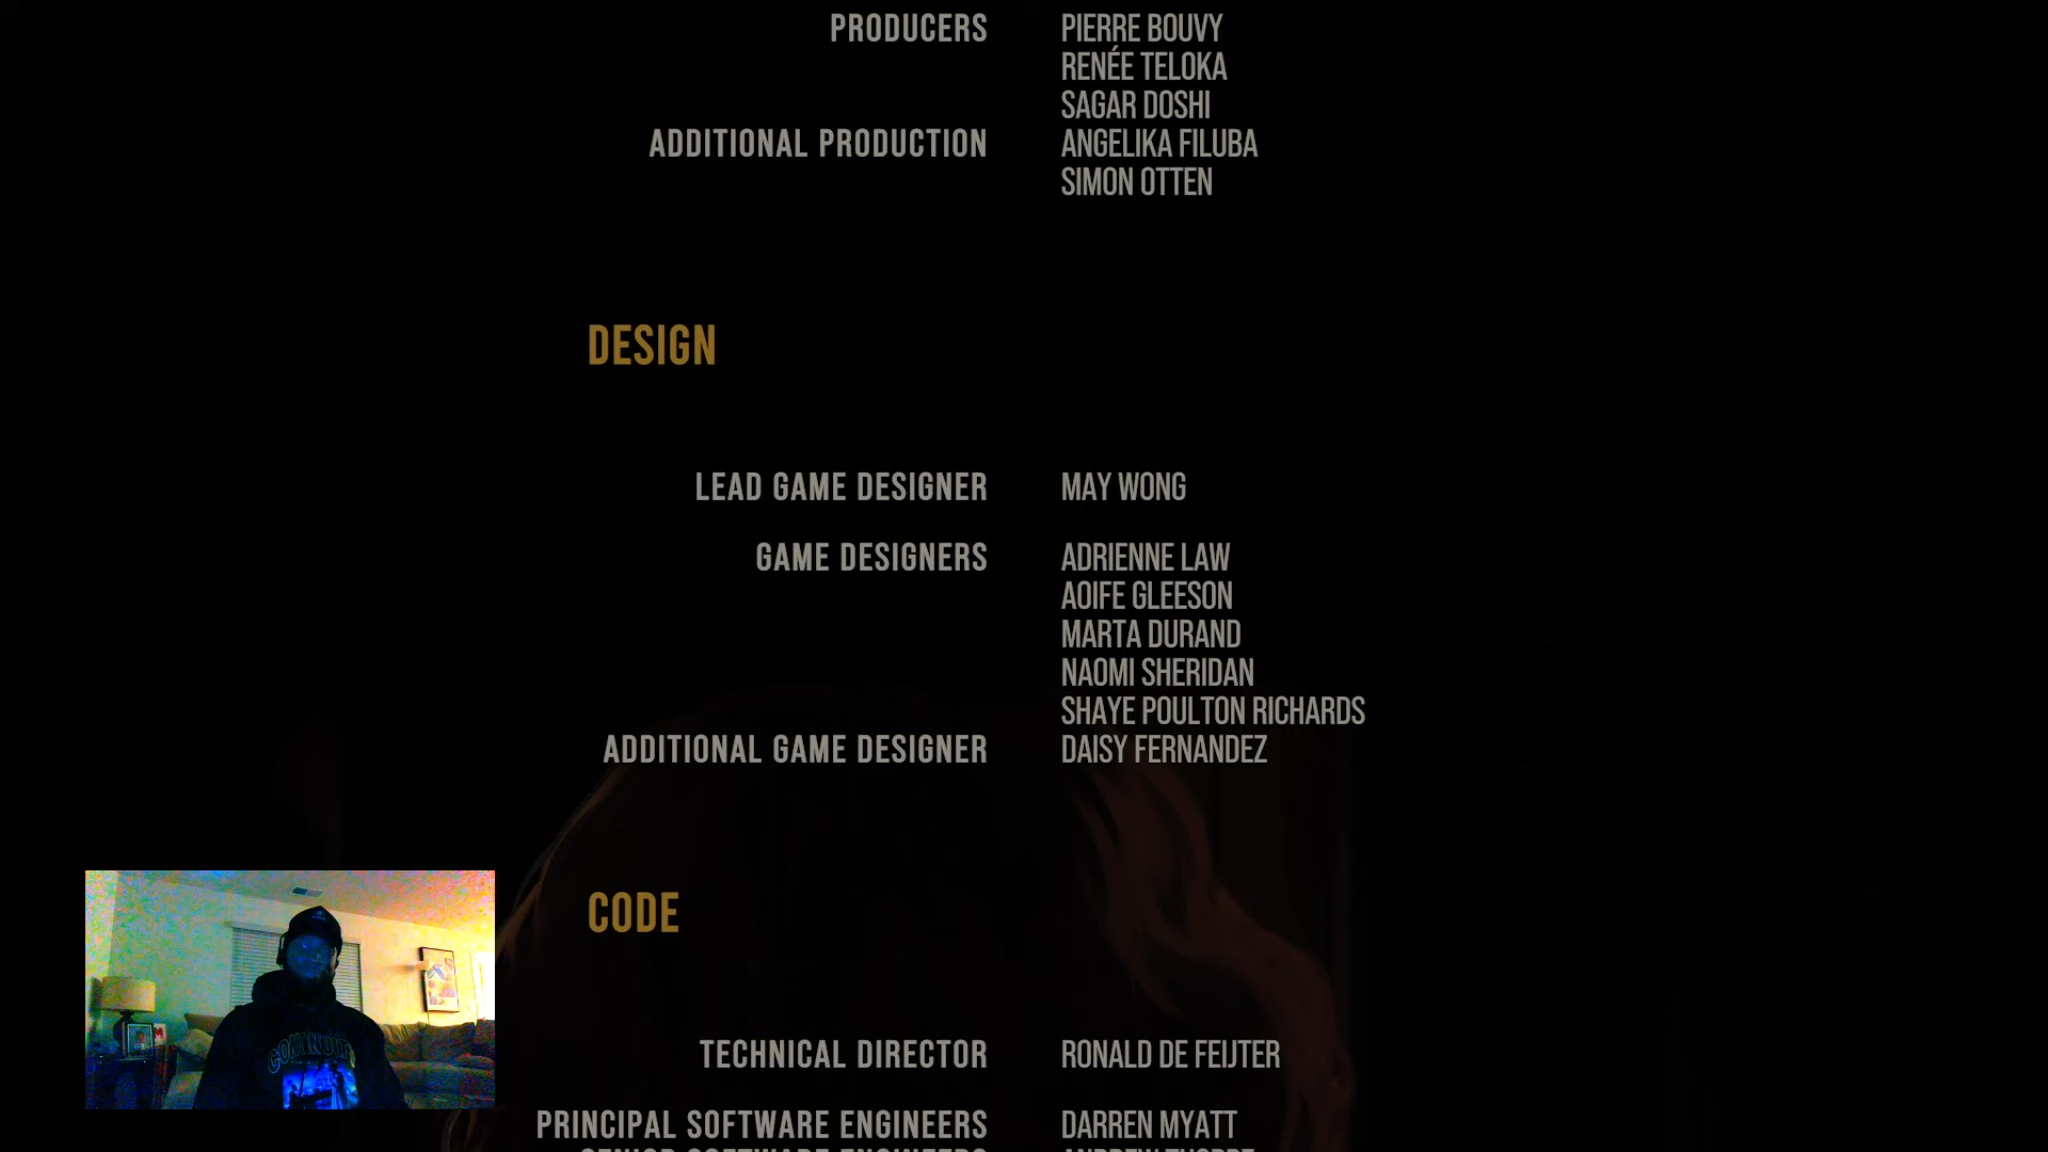 PRODUCERS PIERRE BOUVY
RENÉE TELOKA
SAGAR DOSHI
ADDITIONAL PRODUCTION ANGELIKA FILUBA
SIMON OTTEN
DESIGN
LEAD GAME DESIGNER MAY WONG
GAME DESIGNERS ADRIENNE LAW
AOIFE GLEESON
MARTA DURAND
NAOMI SHERIDAN
SHAYE POULTON RICHARDS
ADDITIONAL GAME DESIGNER DAISY FERNANDEZ
CODE
TECHNICAL DIRECTOR RONALD DE FEIJTER
PRINCIPAL SOFTWARE ENGINEERS DARREN MYATT